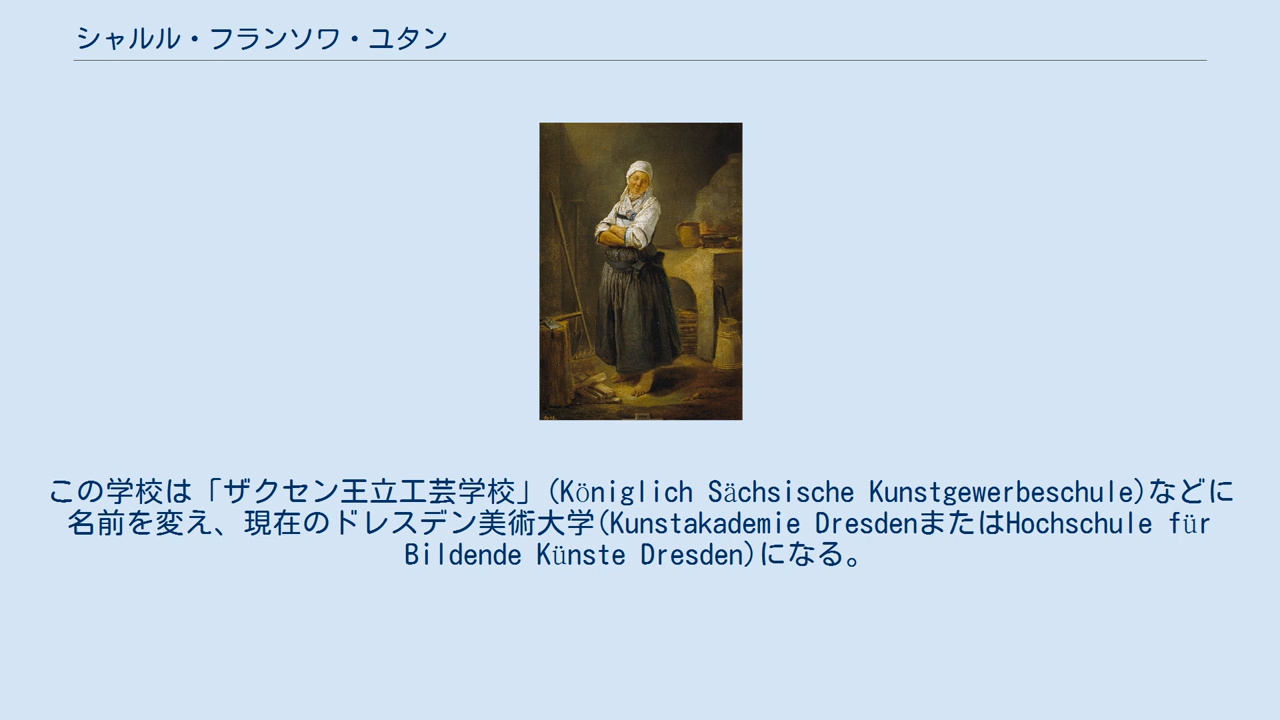 シャルル・フランソワ・ユタン
この学校は「ザクセン王立工芸学校」(Königlich Sächsische Kunstgewerbeschule)などに
名前を変え、現在のドレスデン美術大学(Kunstakademie DresdenまたはHochschule für
Bildende Künste Dresden)になる。